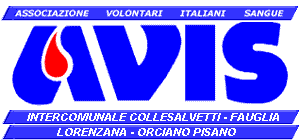 ASSOCIAZIONE VOLONTARI ITALIANI SANGUE
AVIS
INTERCOMUNALE COLLESALVETTI - FAUGLIA
LORENZANA - ORCIANO PISANO